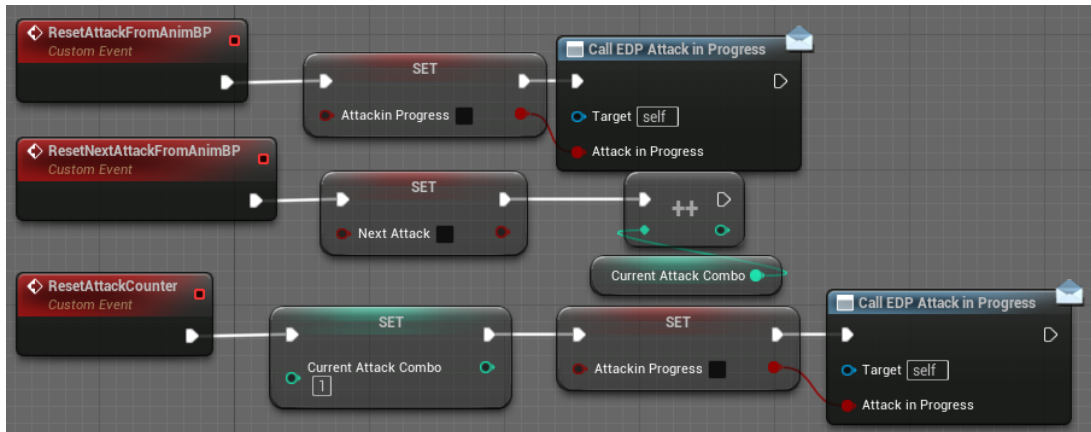 ResetAttackFromAnimBP
Custom Event
SET
Attackin Progress
Call EDP Attack in Progress
Target self
Attack in Progress
ResetNextAttackFromAnimBP
Custom Event
SET
Next Attack
++
Current Attack Combo
ResetAttackCounter
Custom Event
SET
Current Attack Combo
1
SET
Attackin Progress
Call EDP Attack in Progress
Target self
Attack in Progress